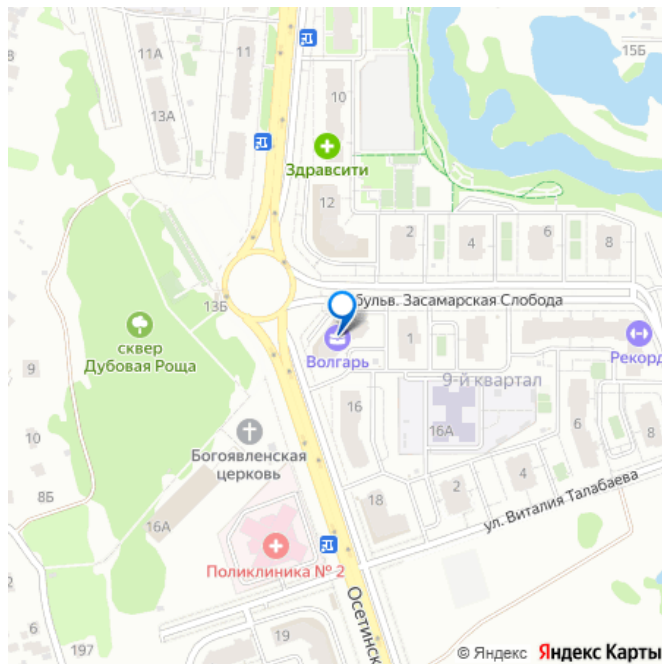 11А
11
10
15Б
13А
Здравсити
12
2
4
6
8
13Б
бульв. Засамарская Слобода
сквер
Дубовая Роща
Волгарь
1
Рекорд
9
9-й квартал
16
16А
6
8
10
Богоявленская
церковь
8Б
18
2
4
ул. Виталия Талабаева
16А
2
Поликлиника № 2
Осетинск
6
197
19
© Яндекс Яндекс Карты